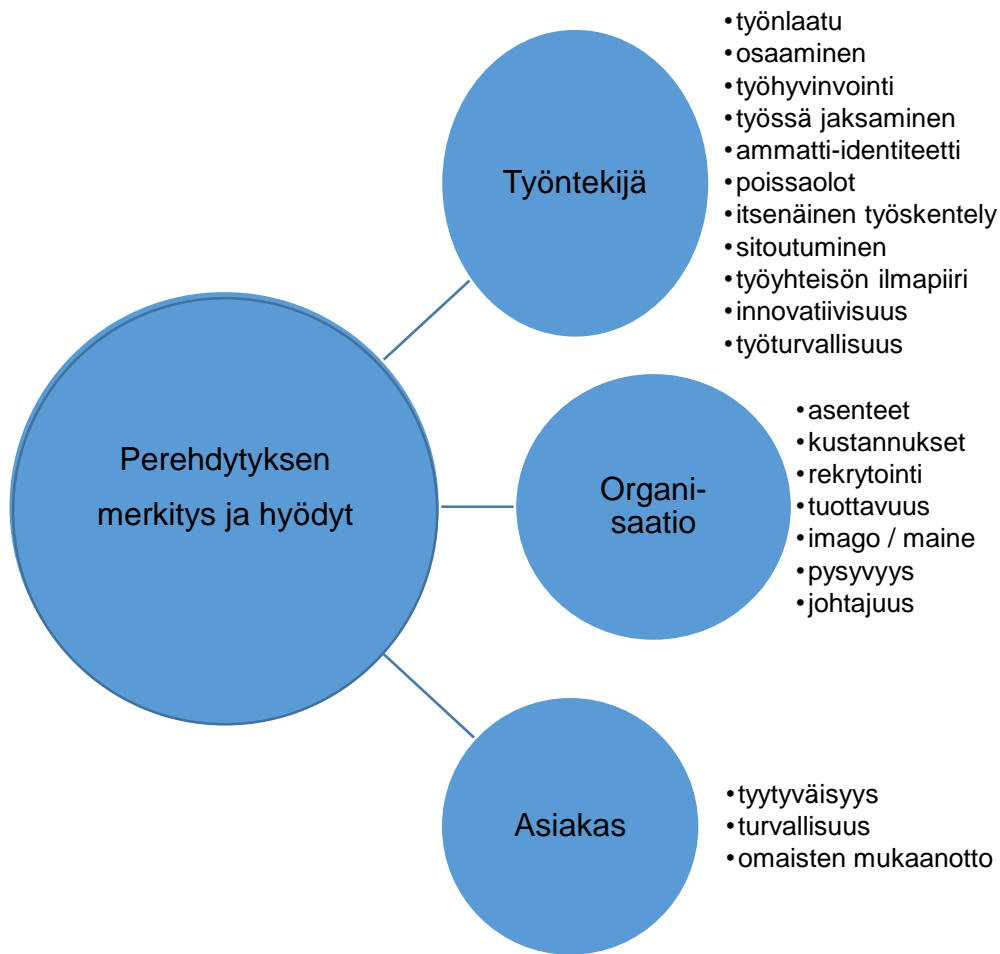 Perehdytyksen
merkitys ja hyödyt
Työntekijä
•työnlaatu
•osaaminen
•työhyvinvointi
•työssä jaksaminen
•ammatti-identiteetti
•poissaolot
•itsenäinen työskentely
•sitoutuminen
•työyhteisön ilmapiiri
•innovatiivisuus
•työturvallisuus
Organi-
saatio
•asenteet
•kustannukset
•rekrytointi
•tuottavuus
•imago / maine
•pysyvyys
•johtajuus
Asiakas
•tyytyväisyys
•turvallisuus
•omaisten mukaanotto